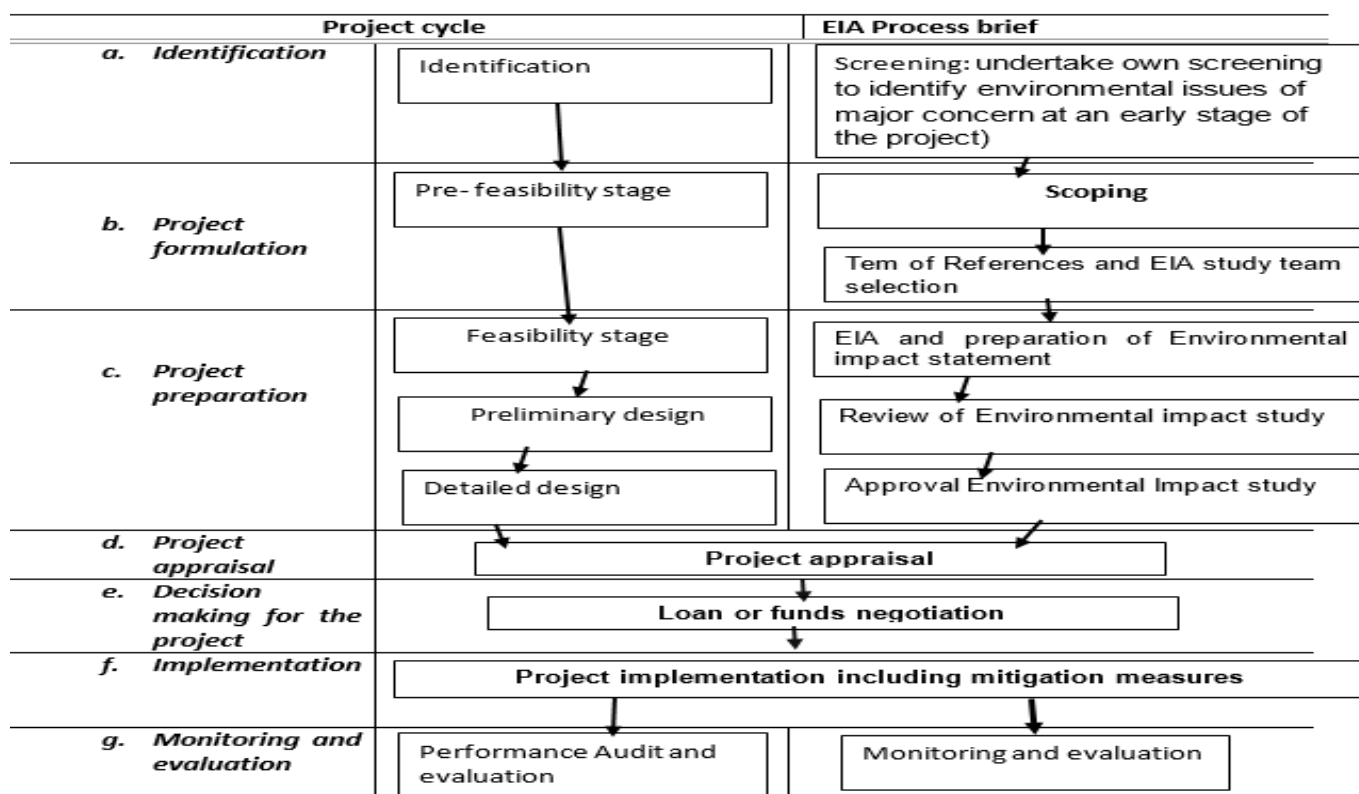 Project cycle
EIA Process brief
a. Identification
Identification
Screening: undertake own screening
to identify environmental issues of
major concern at an early stage of
the project)
b. Project
formulation
Pre- feasibility stage
Scoping
Tem of References and EIA study team
selection
c. Project
preparation
Feasibility stage
EIA and preparation of Environmental
impact statement
Preliminary design
Review of Environmental impact study
Detailed design
Approval Environmental Impact study
d. Project
appraisal
Project appraisal
e. Decision
making for the
project
Loan or funds negotiation
f. Implementation
Project implementation including mitigation measures
g. Monitoring and
evaluation
Performance Audit and
evaluation
Monitoring and evaluation